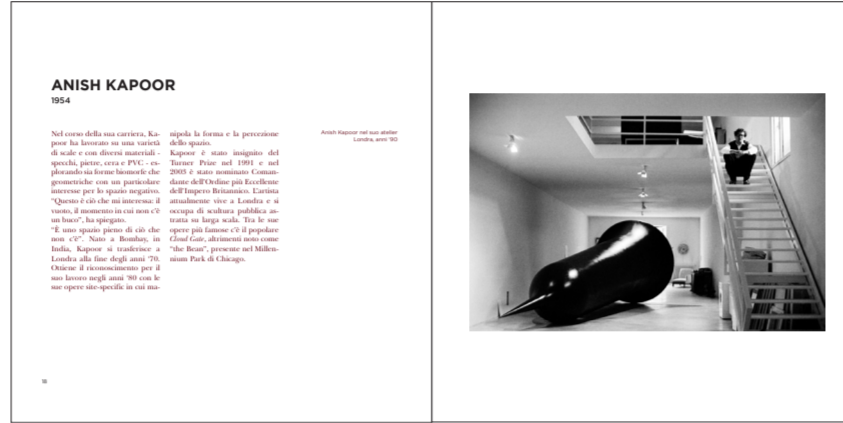 ANISH KAPOOR
1954
Nel corso della sua carriera, Ka-
poor ha lavorato su una varietà
di scale e con diversi materiali -
specchi, pietre, cera e PVC - es-
plorando sia forme biomorfe che
geometriche con un particolare
interesse per lo spazio negativo.
“Questo è ciò che mi interessa: il
vuoto, il momento in cui non c’è
un buco”, ha spiegato.
“È uno spazio pieno di ciò che
non c’è”. Nato a Bombay, in
India, Kapoor si trasferisce a
Londra alla fine degli anni ’70.
Ottiene il riconoscimento per il
suo lavoro negli anni ’80 con le
sue opere site-specific in cui ma-
nipola la forma e la percezione
dello spazio.
Kapoor è stato insignito del
Turner Prize nel 1991 e nel
2003 è stato nominato Coman-
dante dell’Ordine più Eccellente
dell’Impero Britannico. L’artista
attualmente vive a Londra e si
occupa di scultura pubblica as-
tratta su larga scala. Tra le sue
opere più famose c’è il popolare
Cloud Gate, altrimenti noto come
“the Bean”, presente nel Millen-
nium Park di Chicago.
Anish Kapoor nel suo atelier
Londra, anni ’90